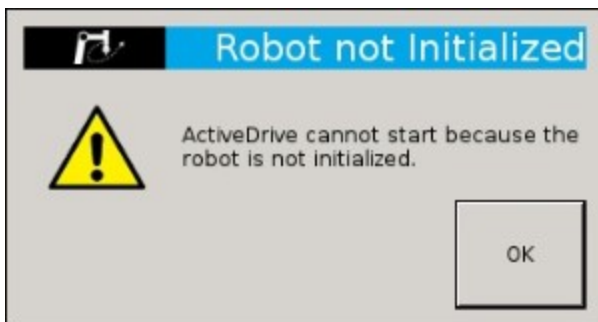 Robot not Initialized
ActiveDrive cannot start because the
robot is not initialized.
OK